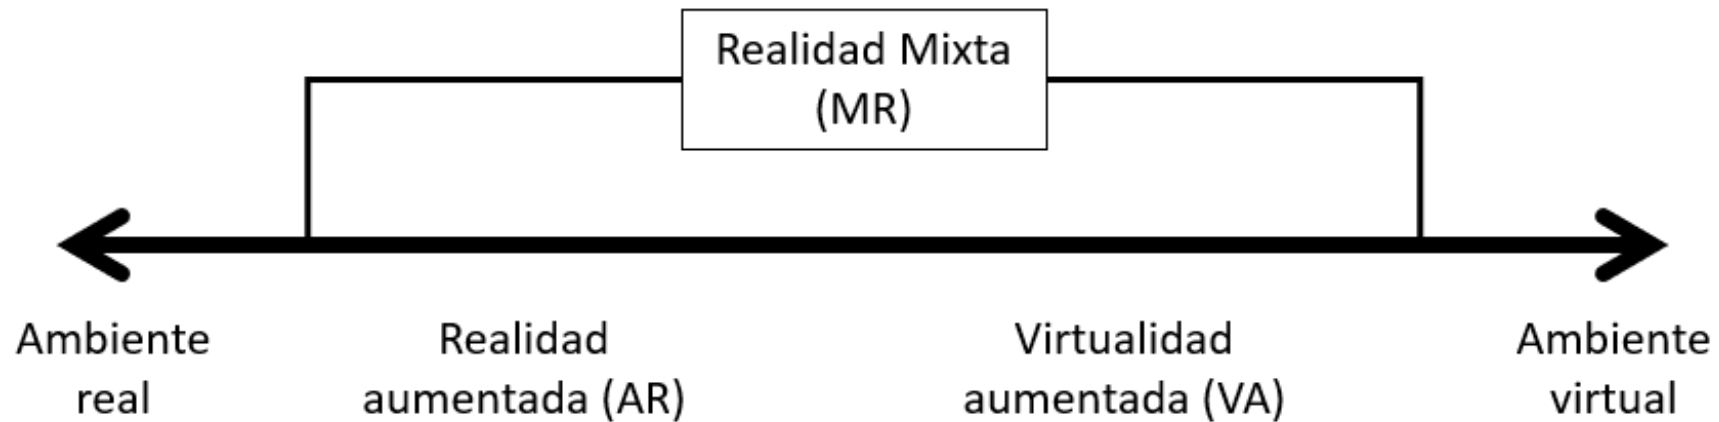 Realidad Mixta
(MR)
Ambiente
real
Realidad
aumentada (AR)
Virtualidad
aumentada (VA)
Ambiente
virtual